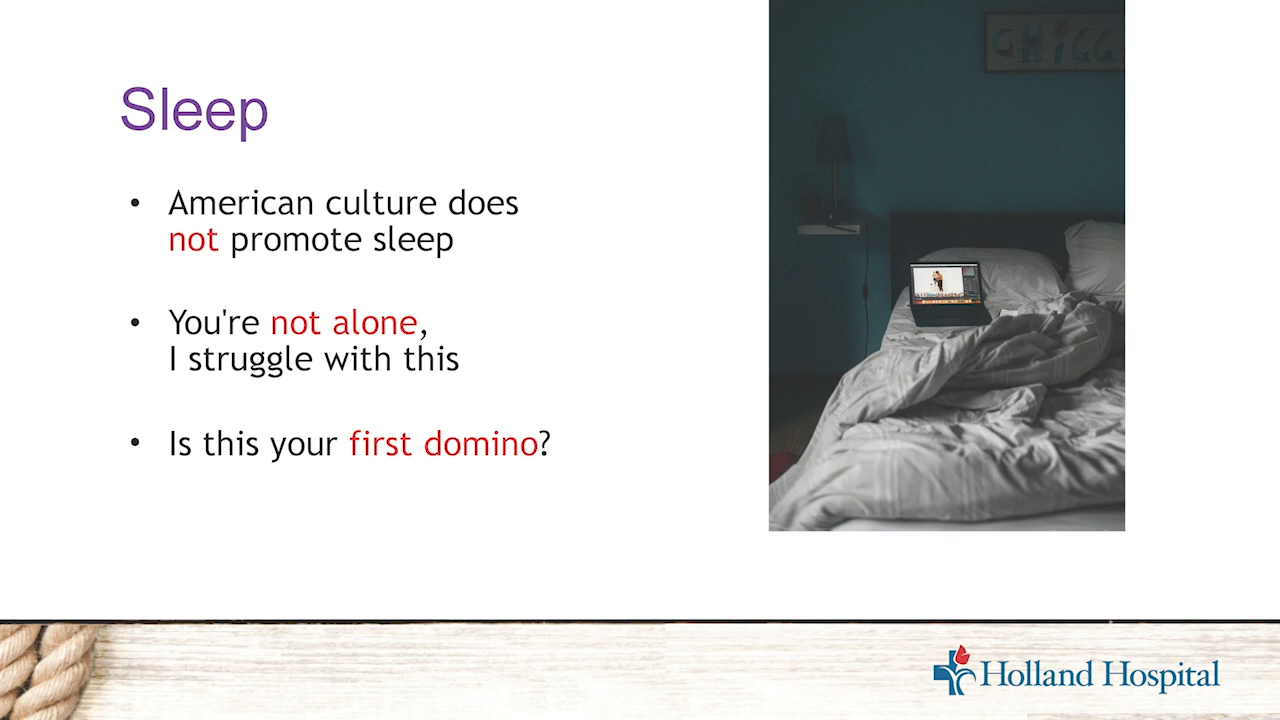 Sleep
• American culture does
not promote sleep
• You're not alone,
I struggle with this
• Is this your first domino?
Holland Hospital